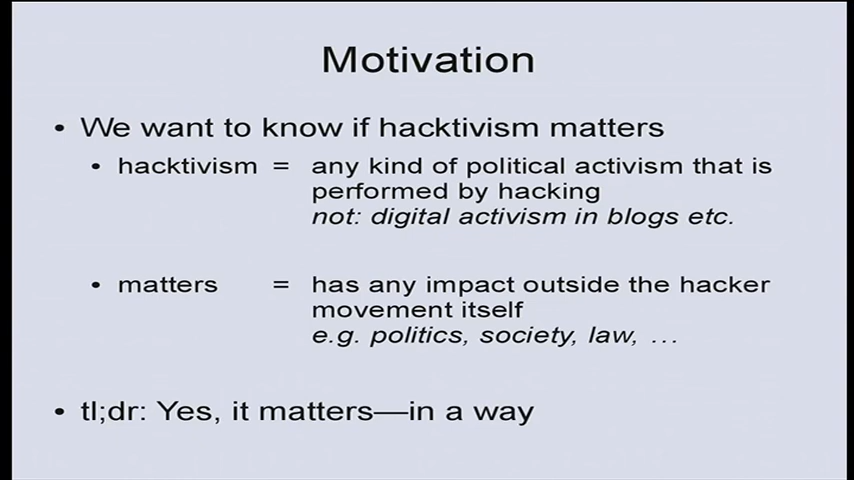 Motivation
• We want to know if hacktivism matters
• hacktivism = any kind of political activism that is
performed by hacking
not: digital activism in blogs etc.
• matters = has any impact outside the hacker
movement itself
e.g. politics, society, law, …
• tl;dr: Yes, it matters—in a way